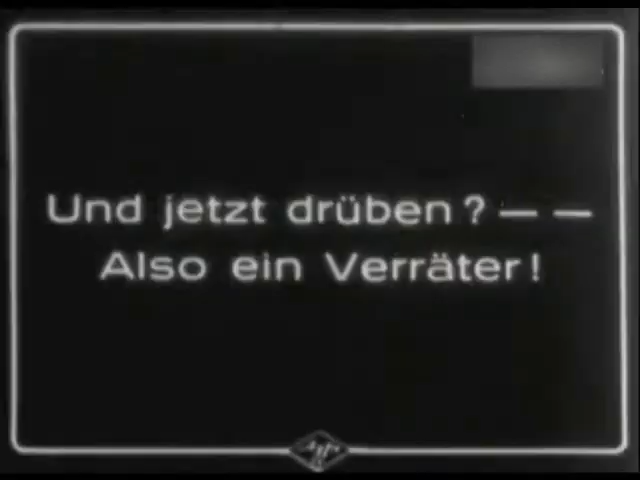 Und jetzt drüben? — —
Also ein Verräter!